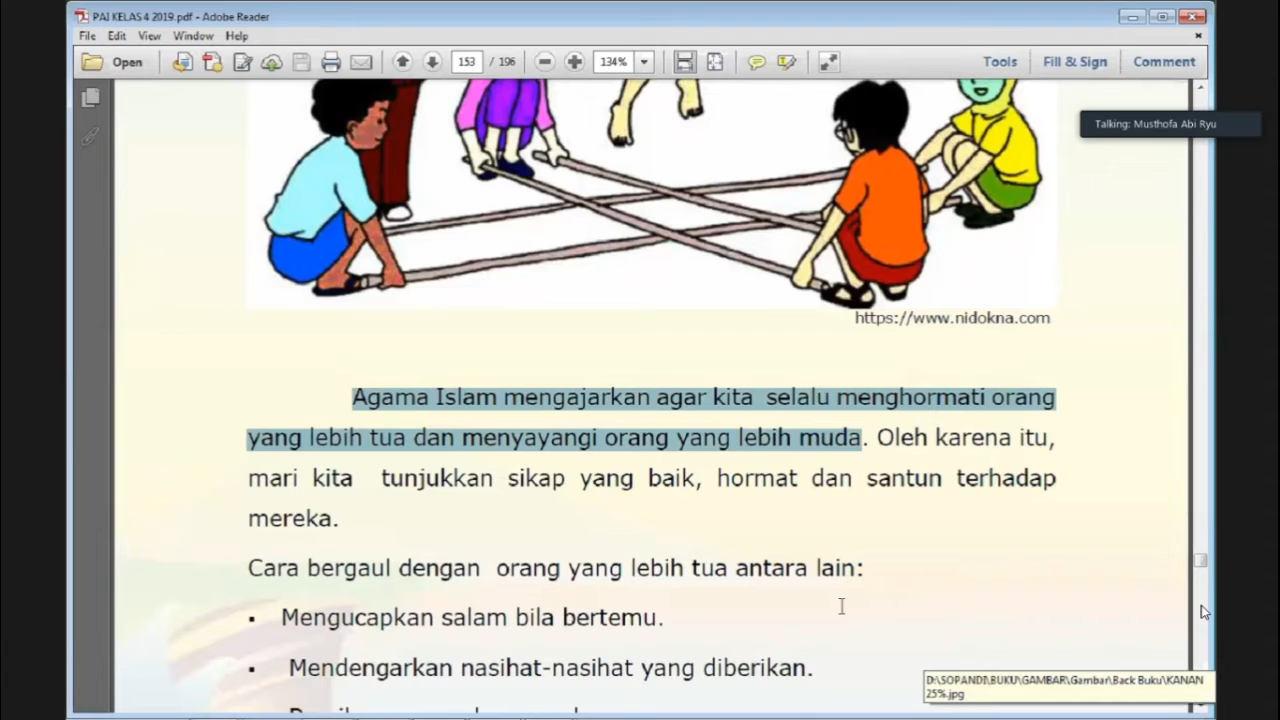 PAI KELAS 4 2019.pdf - Adobe Reader
File Edit View Window Help
Open 153 / 196 134% Tools Fill & Sign Comment
Talking: Musthofa Abi Ryu
https://www.nidokna.com
Agama Islam mengajarkan agar kita selalu menghormati orang
yang lebih tua dan menyayangi orang yang lebih muda. Oleh karena itu,
mari kita tunjukkan sikap yang baik, hormat dan santun terhadap
mereka.
Cara bergaul dengan orang yang lebih tua antara lain:
▪ Mengucapkan salam bila bertemu.
▪ Mendengarkan nasihat-nasihat yang diberikan.
D:\SOPANDI\BUKU\GAMBAR\Gambar\Back Buku\KANAN
25%.jpg